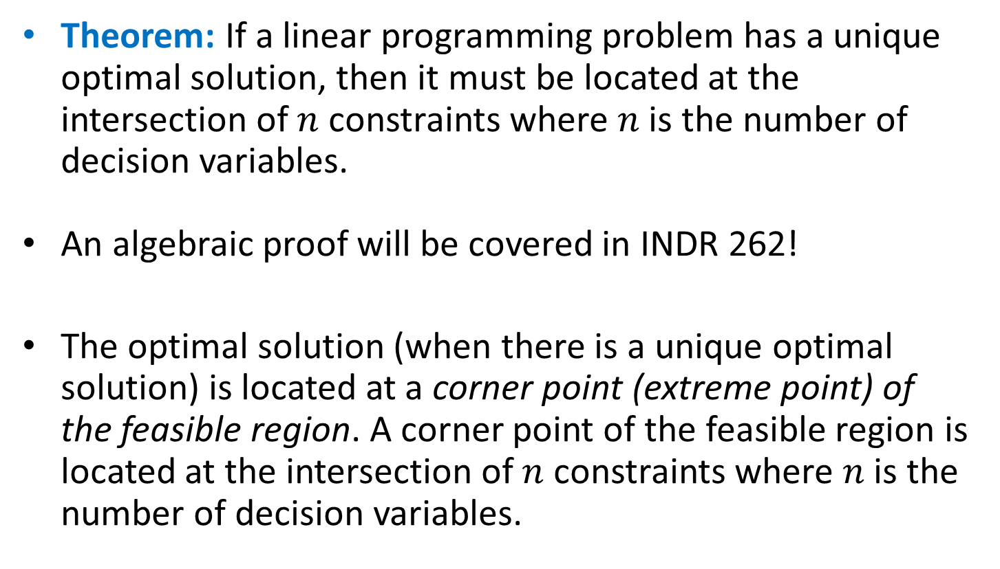 • Theorem: If a linear programming problem has a unique
optimal solution, then it must be located at the
intersection of n constraints where n is the number of
decision variables.
• An algebraic proof will be covered in INDR 262!
• The optimal solution (when there is a unique optimal
solution) is located at a corner point (extreme point) of
the feasible region. A corner point of the feasible region is
located at the intersection of n constraints where n is the
number of decision variables.